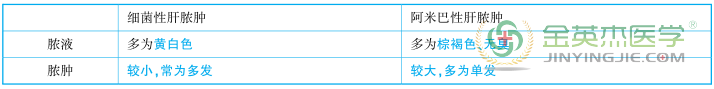 细菌性肝脓肿 阿米巴性肝脓肿
脓液 多为黄白色 多为棕褐色、无臭
脓肿 较小,常为多发 较大,多为单发
金英杰医学®
JINYINGJIE.COM